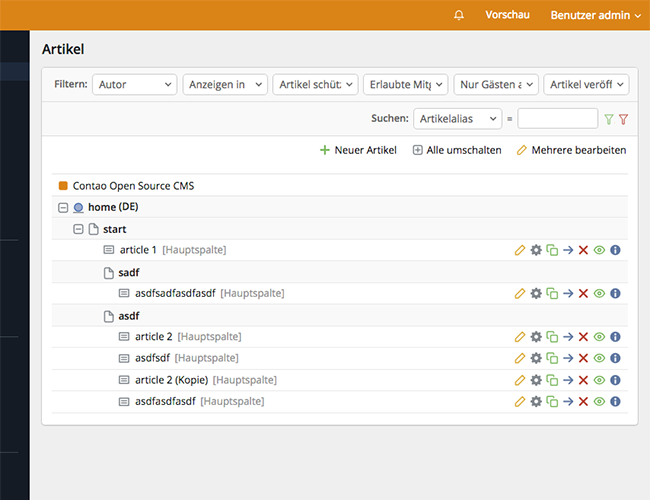 Vorschau Benutzer admin
Artikel
Filtern: Autor Anzeigen in Artikel schütz Erlaubte Mitg Nur Gästen a Artikel veröff
Suchen: Artikelalias =
Neuer Artikel Alle umschalten Mehrere bearbeiten
Contao Open Source CMS
home (DE)
start
article 1 [Hauptspalte]
sadf
asdfsadfasdfasdf [Hauptspalte]
asdf
article 2 [Hauptspalte]
asdfsdf [Hauptspalte]
article 2 (Kopie) [Hauptspalte]
asdfasdfasdf [Hauptspalte]